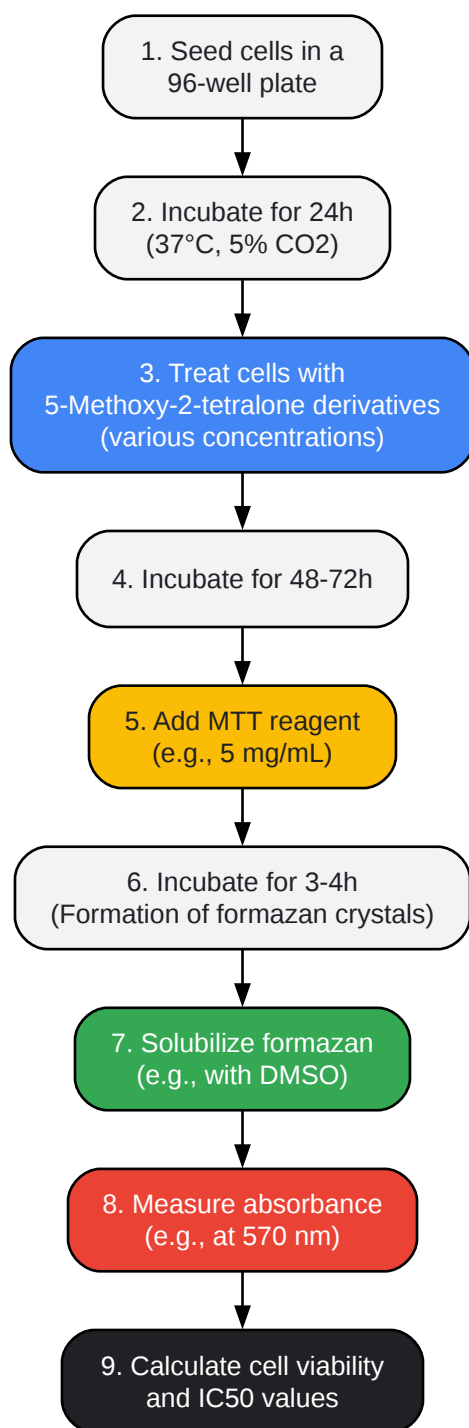 1. Seed cells in a
96-well plate
2. Incubate for 24h
(37°C, 5% CO2)
3. Treat cells with
5-Methoxy-2-tetralone derivatives
(various concentrations)
4. Incubate for 48-72h
5. Add MTT reagent
(e.g., 5 mg/mL)
6. Incubate for 3-4h
(Formation of formazan crystals)
7. Solubilize formazan
(e.g., with DMSO)
8. Measure absorbance
(e.g., at 570 nm)
9. Calculate cell viability
and IC50 values